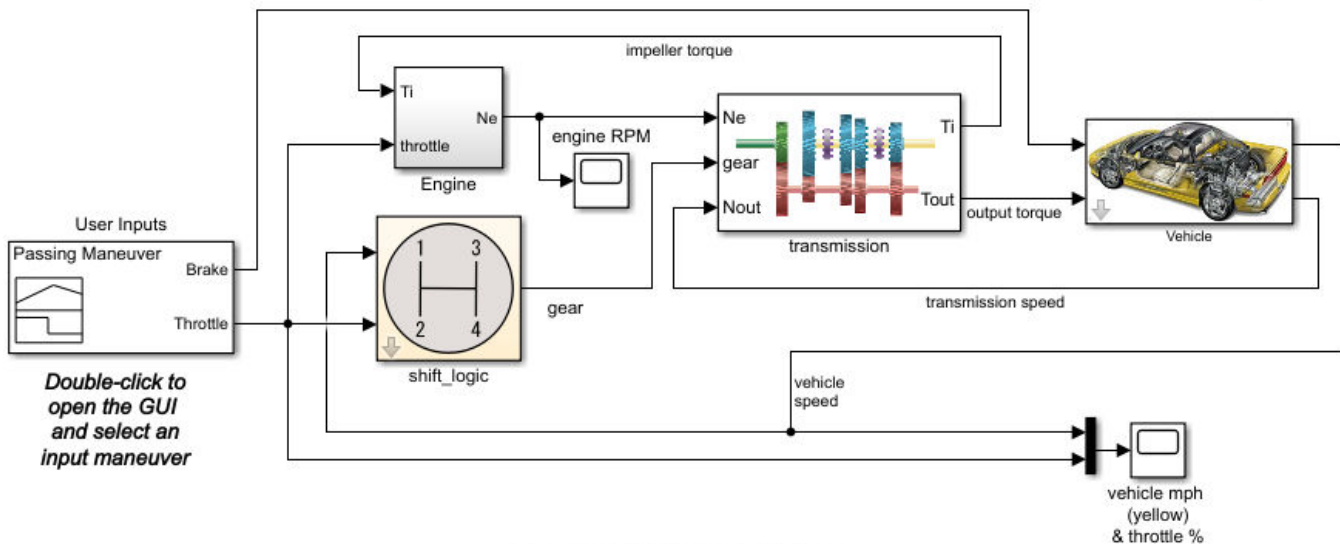 impeller torque
Ti
Ne
throttle
Engine
engine RPM
Ne
gear
Nout
Ti
Tout
transmission
output torque
Vehicle
transmission speed
User Inputs
Passing Maneuver
Brake
Throttle
Double-click to
open the GUI
and select an
input maneuver
1 3
2 4
shift_logic
gear
vehicle
speed
vehicle mph
(yellow)
& throttle %